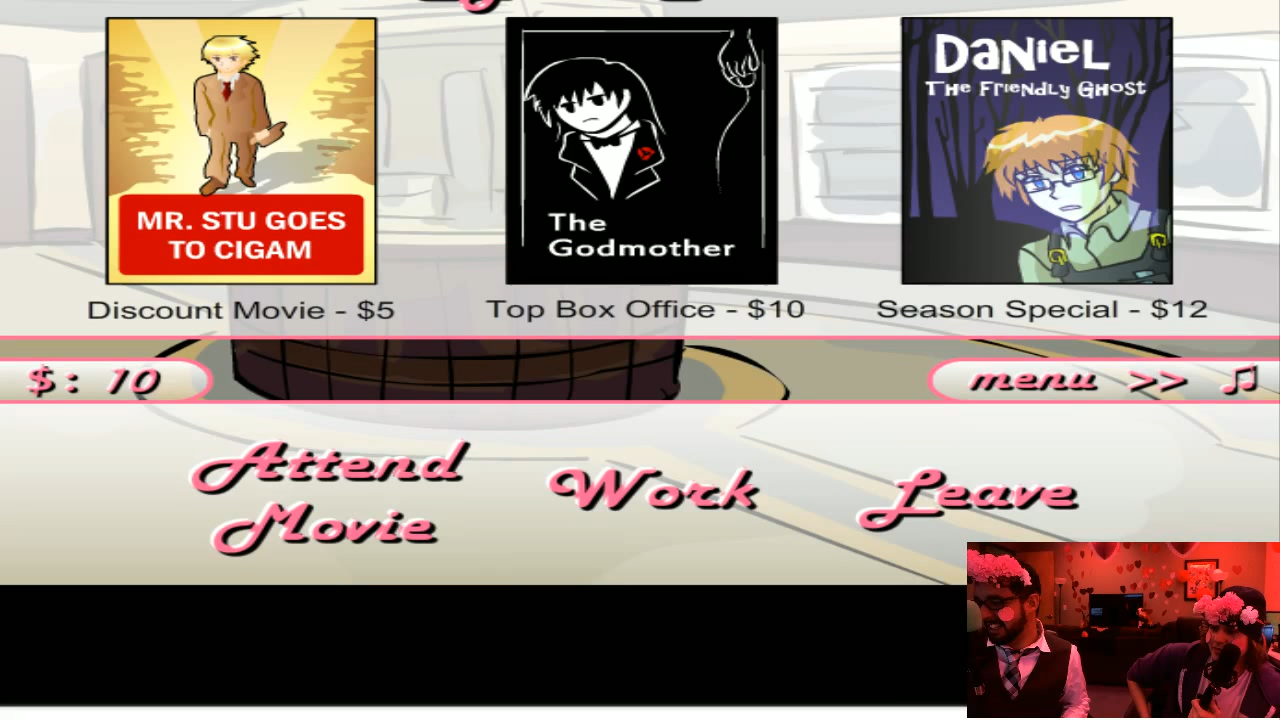 DANIEL
THE FRIENDLY GHOST
MR. STU GOES
TO CIGAM
The
Godmother
Discount Movie - $5
Top Box Office - $10
Season Special - $12
$: 10
menu >> ♫
Attend
Movie
Work
Leave